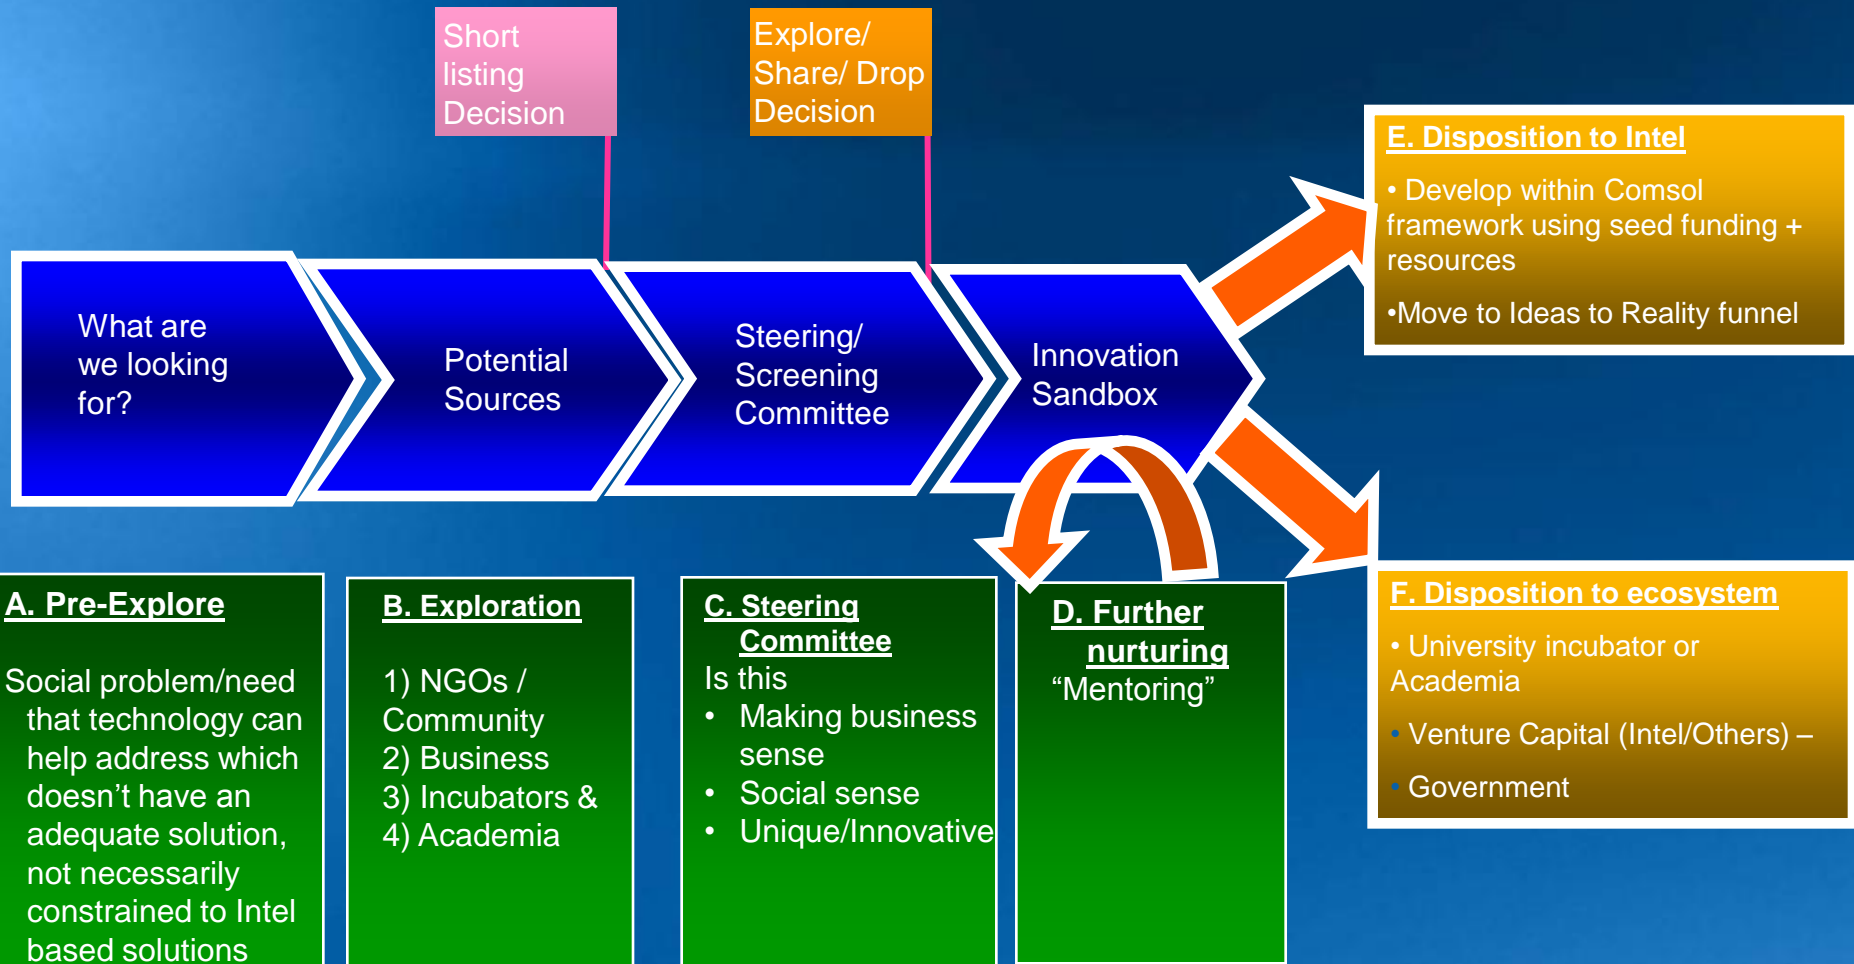 Short
listing
Decision
Explore/
Share/ Drop
Decision
What are
we looking
for?
Potential
Sources
Steering/
Screening
Committee
Innovation
Sandbox
A. Pre-Explore
Social problem/need
that technology can
help address which
doesn’t have an
adequate solution,
not necessarily
constrained to Intel
based solutions
B. Exploration
1) NGOs /
Community
2) Business
3) Incubators &
4) Academia
C. Steering
Committee
Is this
• Making business
sense
• Social sense
• Unique/Innovative
D. Further
nurturing
“Mentoring”
E. Disposition to Intel
• Develop within Comsol
framework using seed funding +
resources
•Move to Ideas to Reality funnel
F. Disposition to ecosystem
• University incubator or
Academia
• Venture Capital (Intel/Others) –
• Government